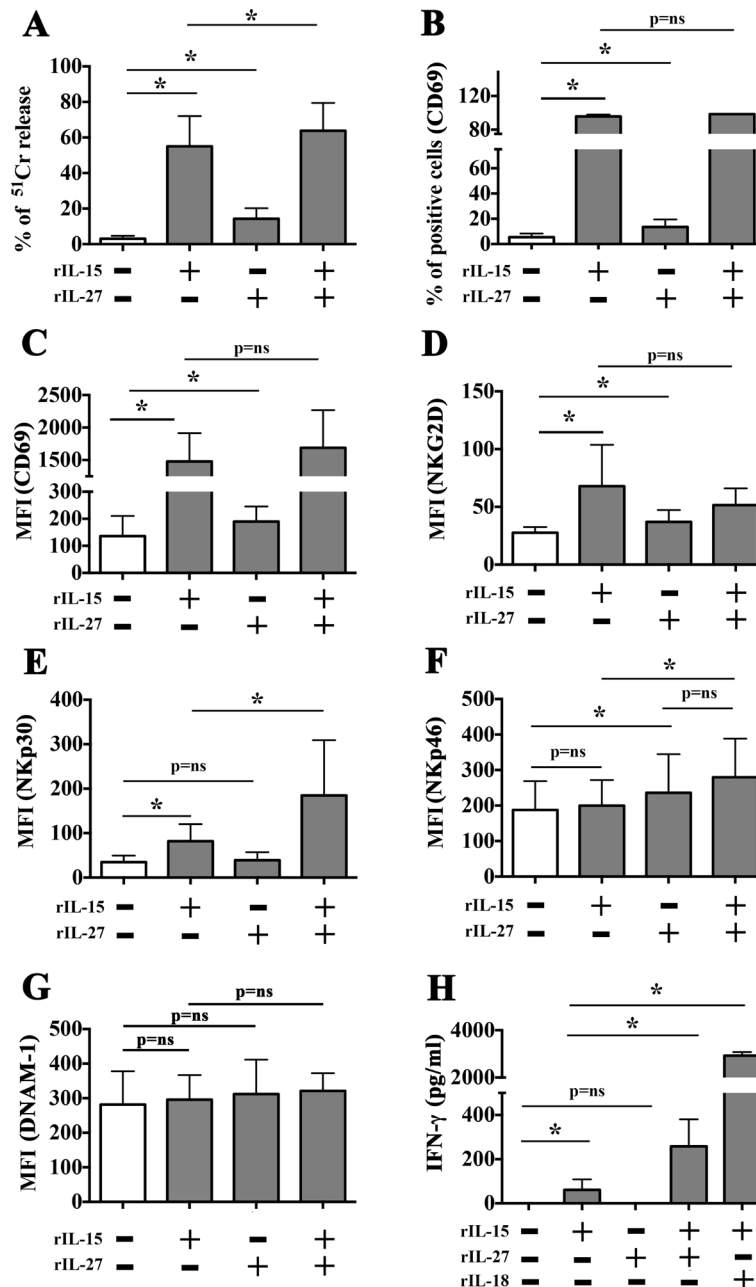 A
*
*
*
% of ⁵¹Cr release
100
80
60
40
20
0
rIL-15 - + - +
rIL-27 - - + +
B
p=ns
*
*
% of positive cells (CD69)
120
80
20
10
0
rIL-15 - + - +
rIL-27 - - + +
C
p=ns
*
*
MFI (CD69)
2500
1500
500
300
200
100
0
rIL-15 - + - +
rIL-27 - - + +
D
p=ns
*
*
MFI (NKG2D)
150
100
50
0
rIL-15 - + - +
rIL-27 - - + +
E
*
p=ns
*
MFI (NKp30)
400
300
200
100
0
rIL-15 - + - +
rIL-27 - - + +
F
*
p=ns
*
p=ns
MFI (NKp46)
500
400
300
200
100
0
rIL-15 - + - +
rIL-27 - - + +
G
p=ns
p=ns
p=ns
MFI (DNAM-1)
500
400
300
200
100
0
rIL-15 - + - +
rIL-27 - - + +
H
*
*
p=ns
*
IFN-γ (pg/ml)
4000
2000
400
200
0
rIL-15 - + - + +
rIL-27 - - + + -
rIL-18 - - - - +